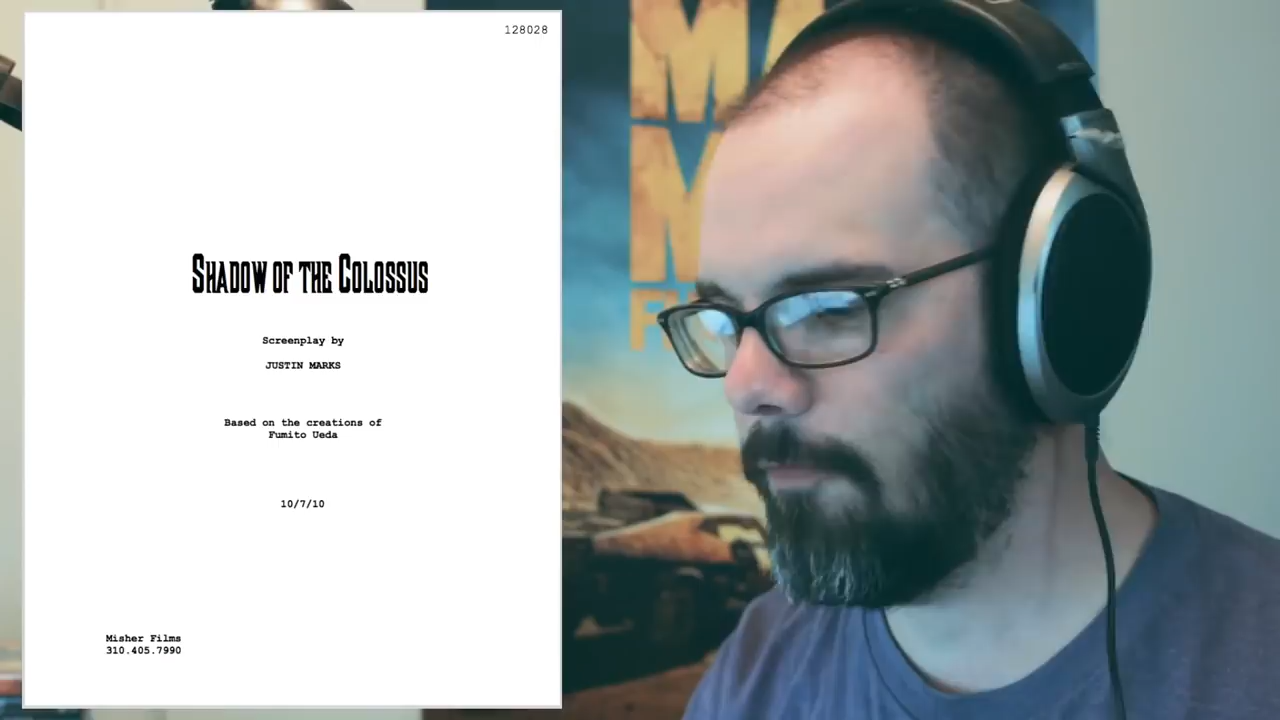 128028
SHADOW OF THE COLOSSUS
Screenplay by
JUSTIN MARKS
Based on the creations of
Fumito Ueda
10/7/10
Misher Films
310.405.7990